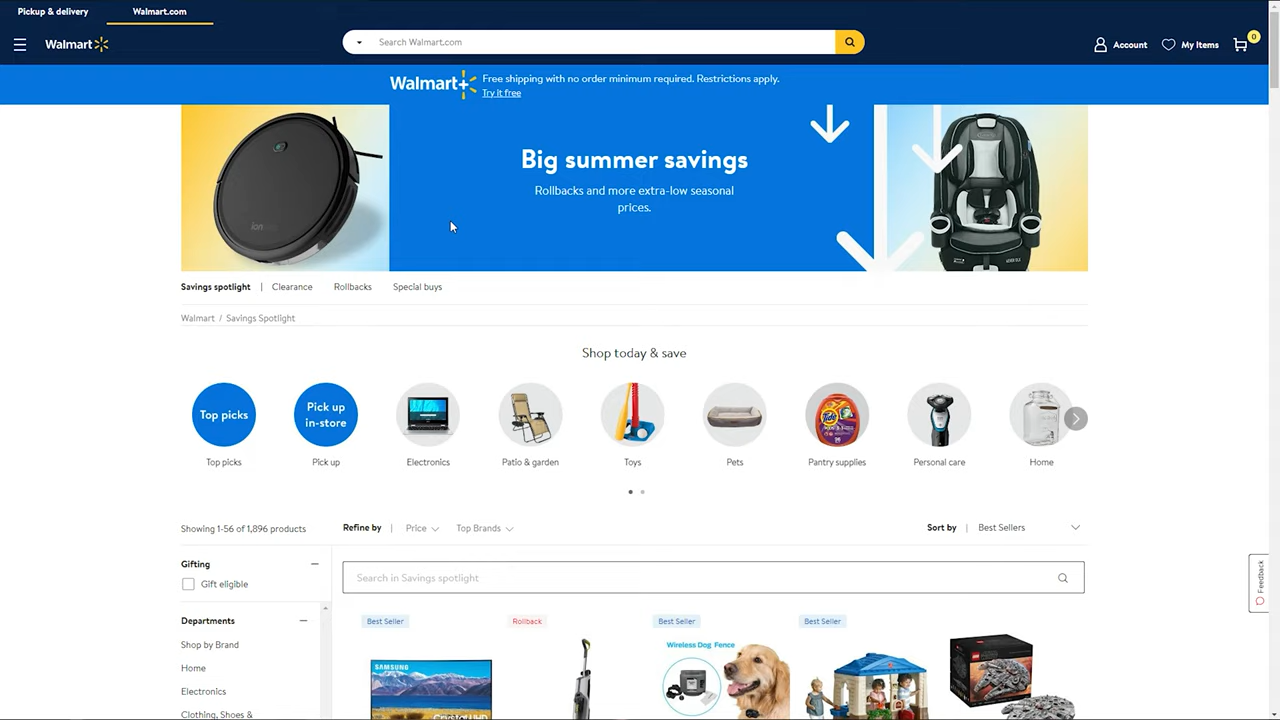 Pickup & delivery
Walmart.com
Walmart
Search Walmart.com
Account
My Items
0
Walmart+
Free shipping with no order minimum required. Restrictions apply.
Try it free
Big summer savings
Rollbacks and more extra-low seasonal
prices.
Savings spotlight | Clearance Rollbacks Special buys
Walmart / Savings Spotlight
Shop today & save
Top picks
Pick up
in-store
Top picks
Pick up
Electronics
Patio & garden
Toys
Pets
Pantry supplies
Personal care
Home
Showing 1-56 of 1,896 products
Refine by | Price Top Brands
Sort by | Best Sellers
Gifting
Gift eligible
Search in Savings spotlight
Departments
Shop by Brand
Home
Electronics
Clothing, Shoes &
Best Seller
Rollback
Best Seller
Best Seller
SAMSUNG
Crystal UHD
Wireless Dog Fence
Tide
LEGO
Feedback